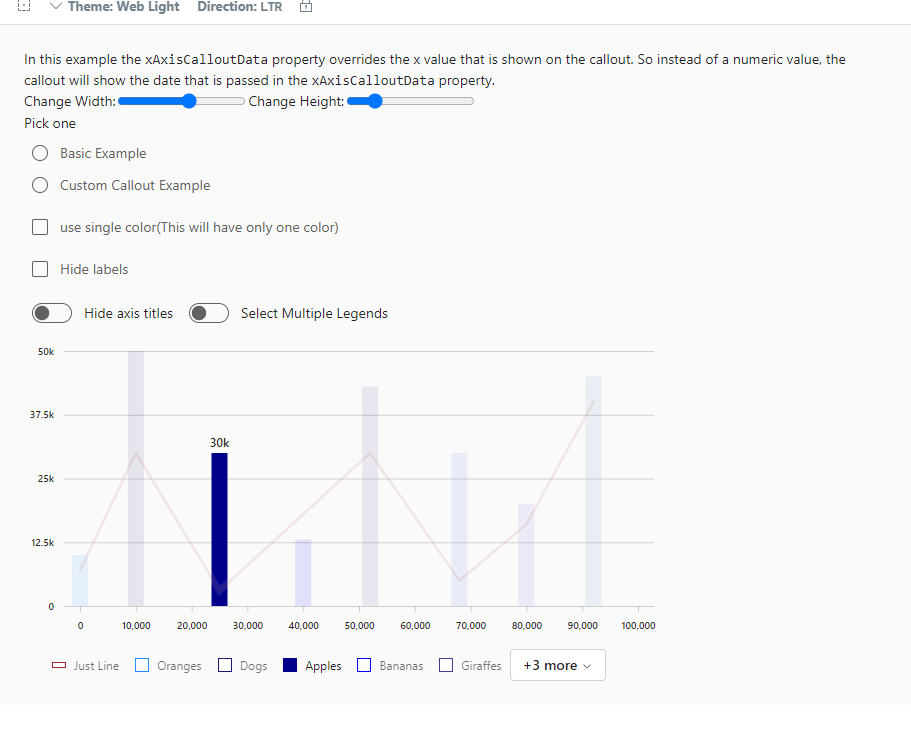 Theme: Web Light Direction: LTR
In this example the xAxisCalloutData property overrides the x value that is shown on the callout. So instead of a numeric value, the
callout will show the date that is passed in the xAxisCalloutData property.
Change Width: Change Height:
Pick one
Basic Example
Custom Callout Example
use single color(This will have only one color)
Hide labels
Hide axis titles Select Multiple Legends
50k
37.5k
30k
25k
12.5k
0
0 10,000 20,000 30,000 40,000 50,000 60,000 70,000 80,000 90,000 100,000
Just Line Oranges Dogs Apples Bananas Giraffes +3 more